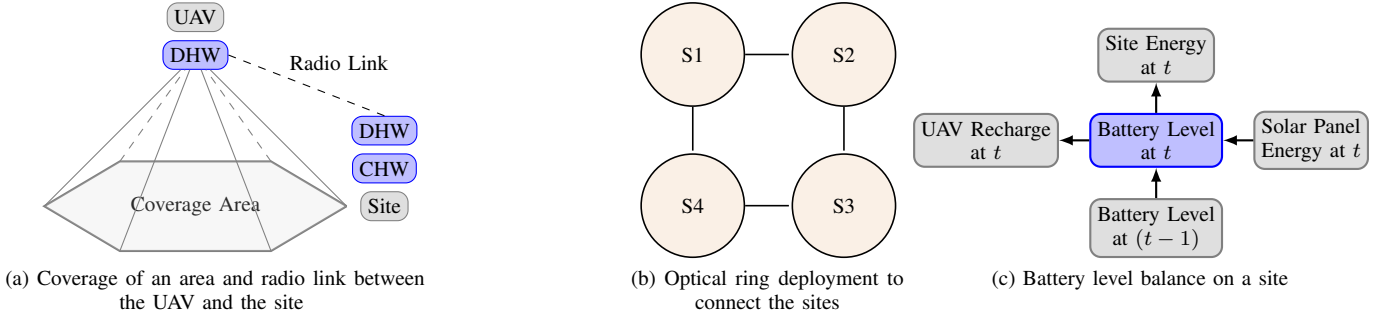 UAV
DHW
Radio Link
DHW
CHW
Site
Coverage Area
(a) Coverage of an area and radio link between
the UAV and the site
S1
S2
S4
S3
(b) Optical ring deployment to
connect the sites
Site Energy
at t
UAV Recharge
at t
Battery Level
at t
Solar Panel
Energy at t
Battery Level
at (t − 1)
(c) Battery level balance on a site